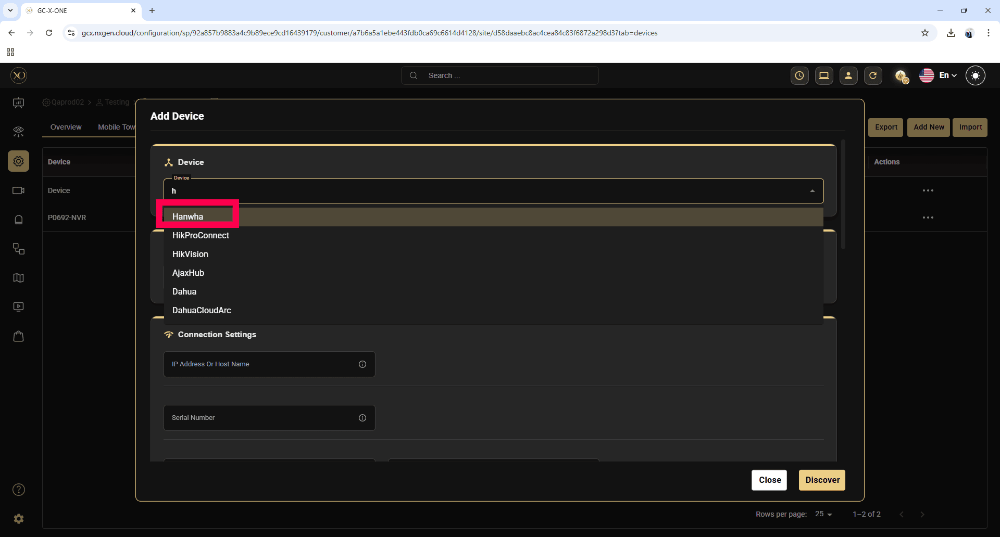 GC-X-ONE
gcx.nxgen.cloud/configuration/sp/92a857b9883a4c9b89ece9cd16439179/customer/a7b6a5a1ebe443fdb0ca69c6614d4128/site/d58daaebc8ac4cea84c83f6872a298d3?tab=devices
XO
Search ...
En
Qaprod02 > Testing >
Overview Mobile Tow
Export Add New Import
Add Device
Device Actions
Device
P0692-NVR
Device
Device
h
Hanwha
HikProConnect
HikVision
AjaxHub
Dahua
DahuaCloudArc
Connection Settings
IP Address Or Host Name
Serial Number
Close Discover
Rows per page: 25 1–2 of 2